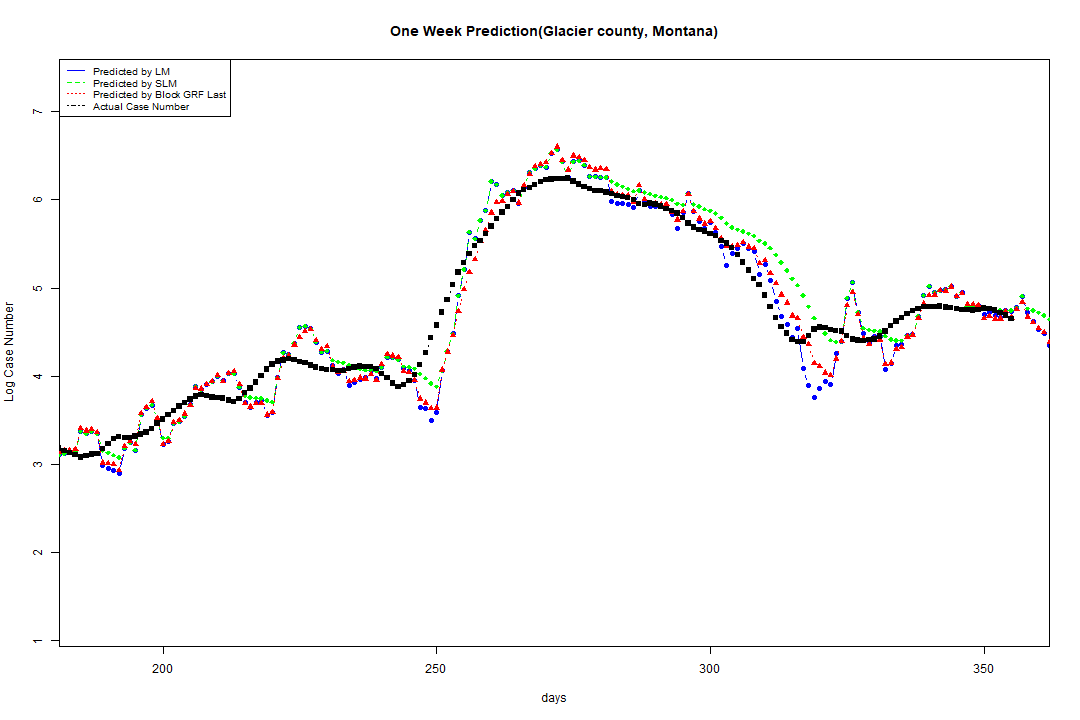 One Week Prediction(Glacier county, Montana)
Predicted by LM
Predicted by SLM
Predicted by Block GRF Last
Actual Case Number
Log Case Number
7
6
5
4
3
2
1
200 250 300 350
days